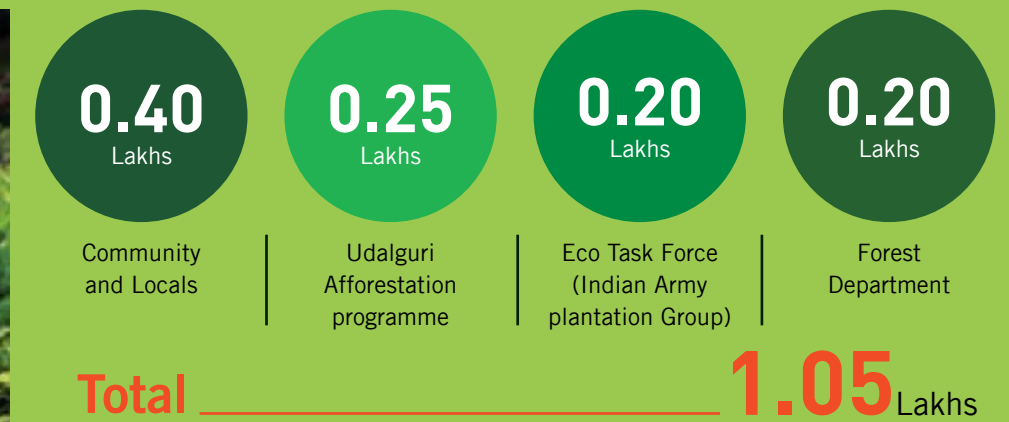 0.40
Lakhs
Community
and Locals
0.25
Lakhs
Udalguri
Afforestation
programme
0.20
Lakhs
Eco Task Force
(Indian Army
plantation Group)
0.20
Lakhs
Forest
Department
Total 1.05 Lakhs